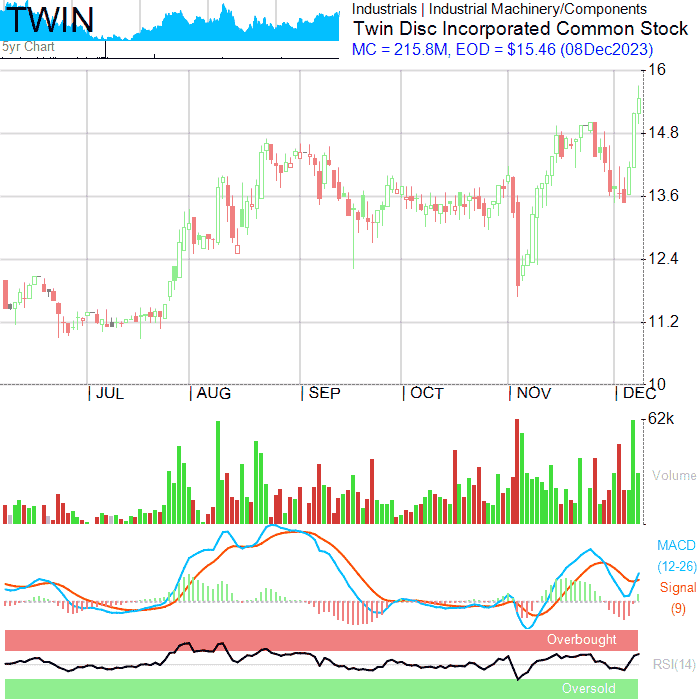 TWIN
5yr Chart
Industrials | Industrial Machinery/Components
Twin Disc Incorporated Common Stock
MC = 215.8M, EOD = $15.46 (08Dec2023)
16
14.8
13.6
12.4
11.2
10
| JUL | AUG | SEP | OCT | NOV | DEC
62k
Volume
MACD
(12-26)
Signal
(9)
Overbought
RSI(14)
Oversold